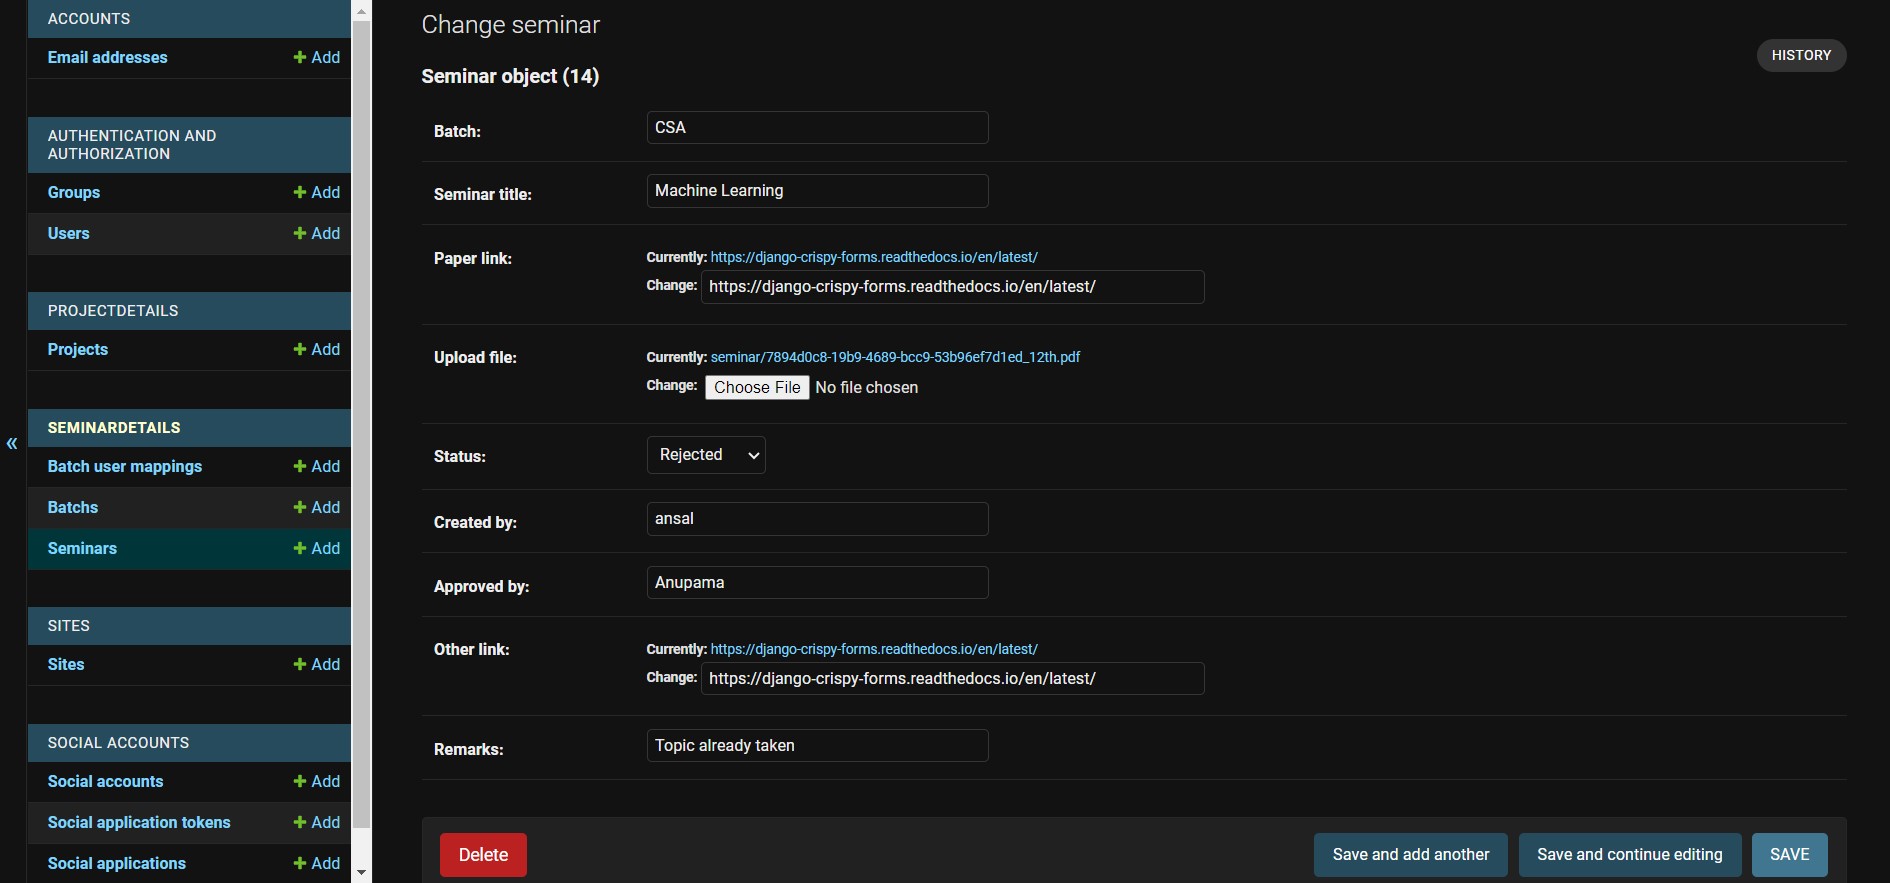 ACCOUNTS
Email addresses Add
AUTHENTICATION AND
AUTHORIZATION
Groups Add
Users Add
PROJECTDETAILS
Projects Add
SEMINARDETAILS
Batch user mappings Add
Batchs Add
Seminars Add
SITES
Sites Add
SOCIAL ACCOUNTS
Social accounts Add
Social application tokens Add
Social applications Add
«
Change seminar
HISTORY
Seminar object (14)
Batch: CSA
Seminar title: Machine Learning
Paper link: Currently: https://django-crispy-forms.readthedocs.io/en/latest/
Change: https://django-crispy-forms.readthedocs.io/en/latest/
Upload file: Currently: seminar/7894d0c8-19b9-4689-bcc9-53b96ef7d1ed_12th.pdf
Change: Choose File No file chosen
Status: Rejected
Created by: ansal
Approved by: Anupama
Other link: Currently: https://django-crispy-forms.readthedocs.io/en/latest/
Change: https://django-crispy-forms.readthedocs.io/en/latest/
Remarks: Topic already taken
Delete Save and add another Save and continue editing SAVE